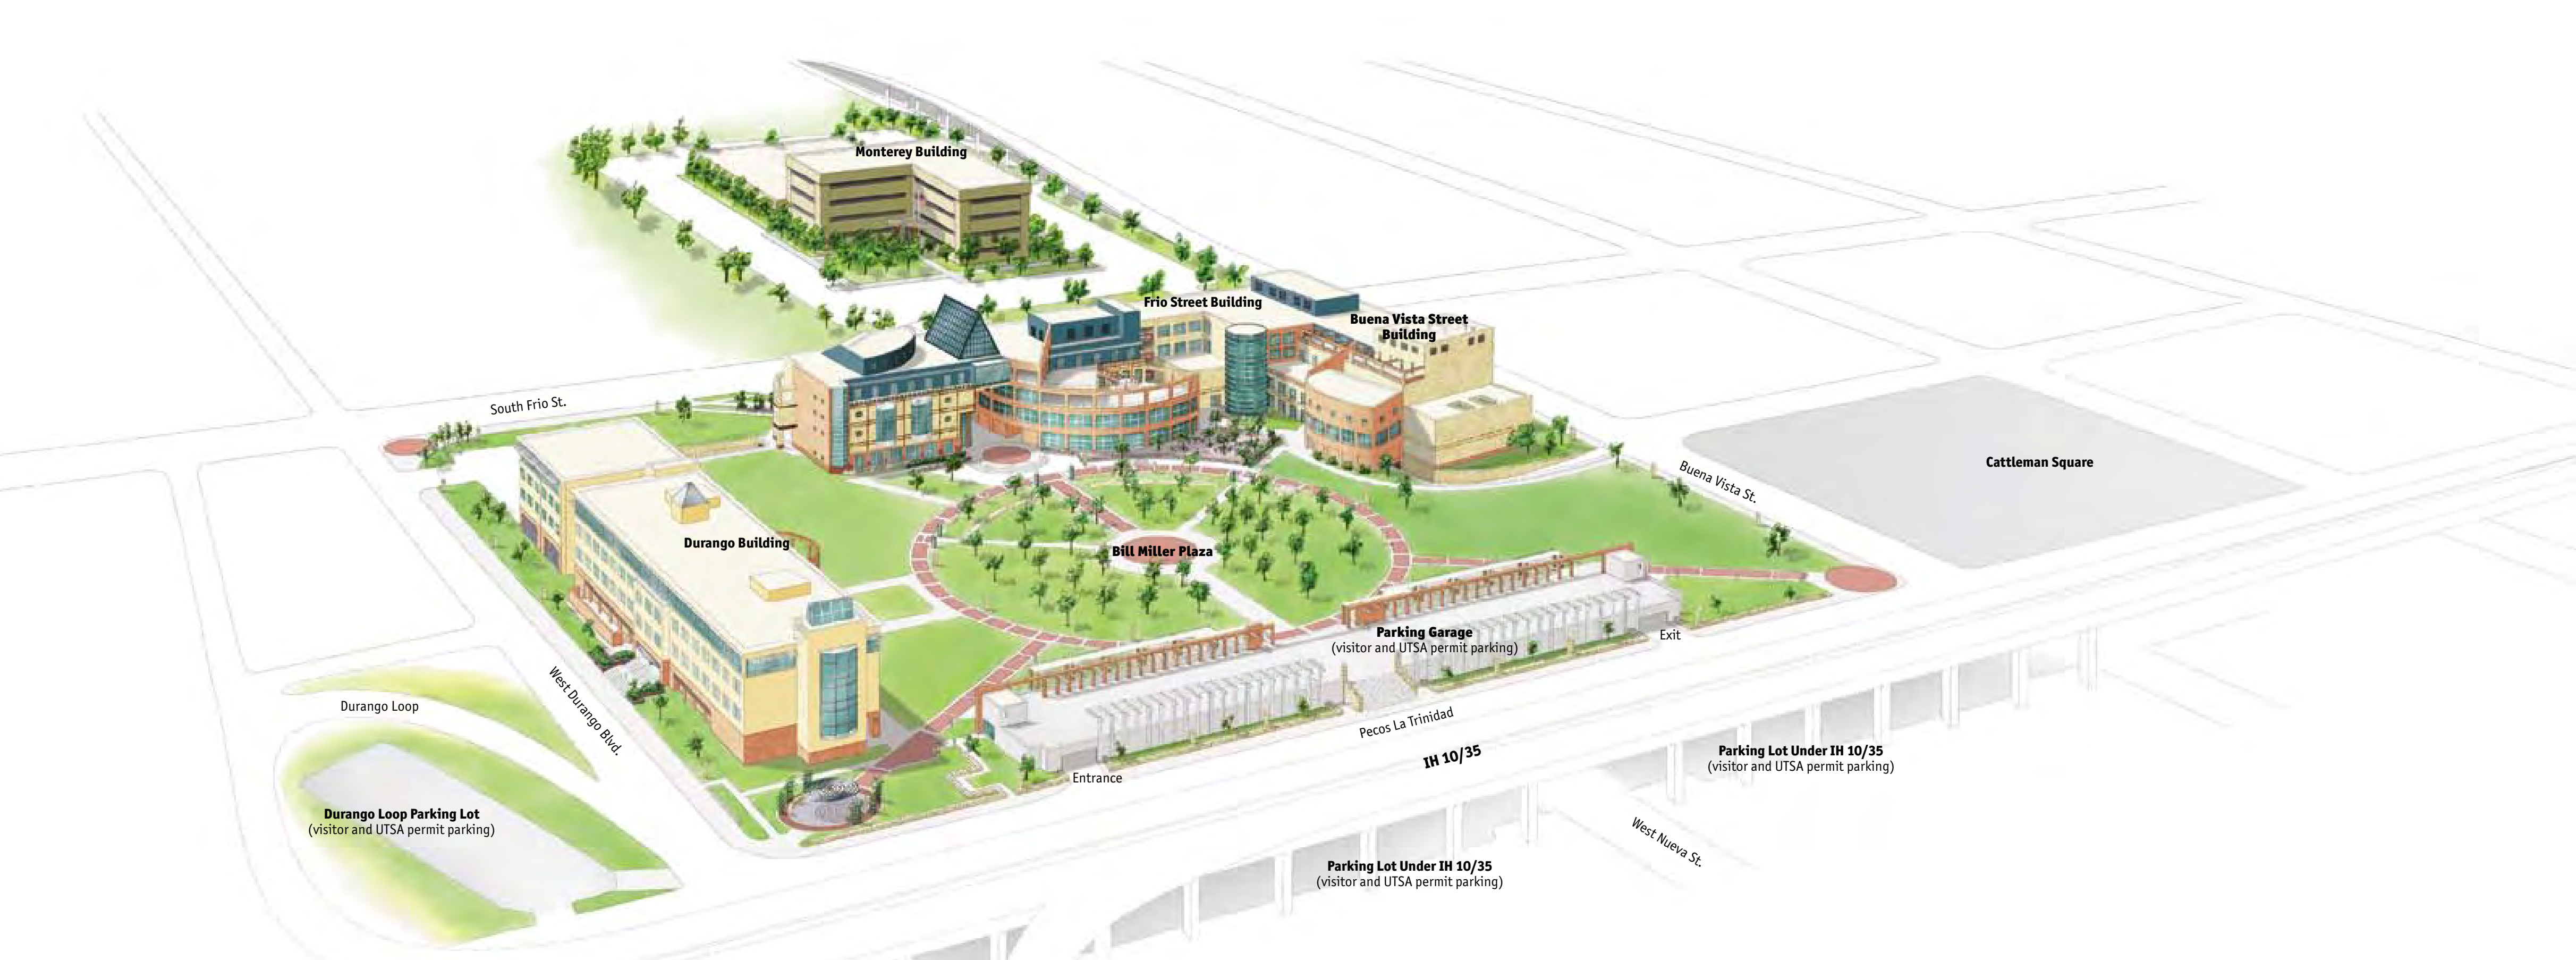 Monterey Building
Frio Street Building
Buena Vista Street
Building
South Frio St.
Buena Vista St.
Cattleman Square
Durango Building
Bill Miller Plaza
Parking Garage
(visitor and UTSA permit parking)
Exit
West Durango Blvd.
Durango Loop
Pecos La Trinidad
IH 10/35
Parking Lot Under IH 10/35
(visitor and UTSA permit parking)
Entrance
Durango Loop Parking Lot
(visitor and UTSA permit parking)
West Nueva St.
Parking Lot Under IH 10/35
(visitor and UTSA permit parking)